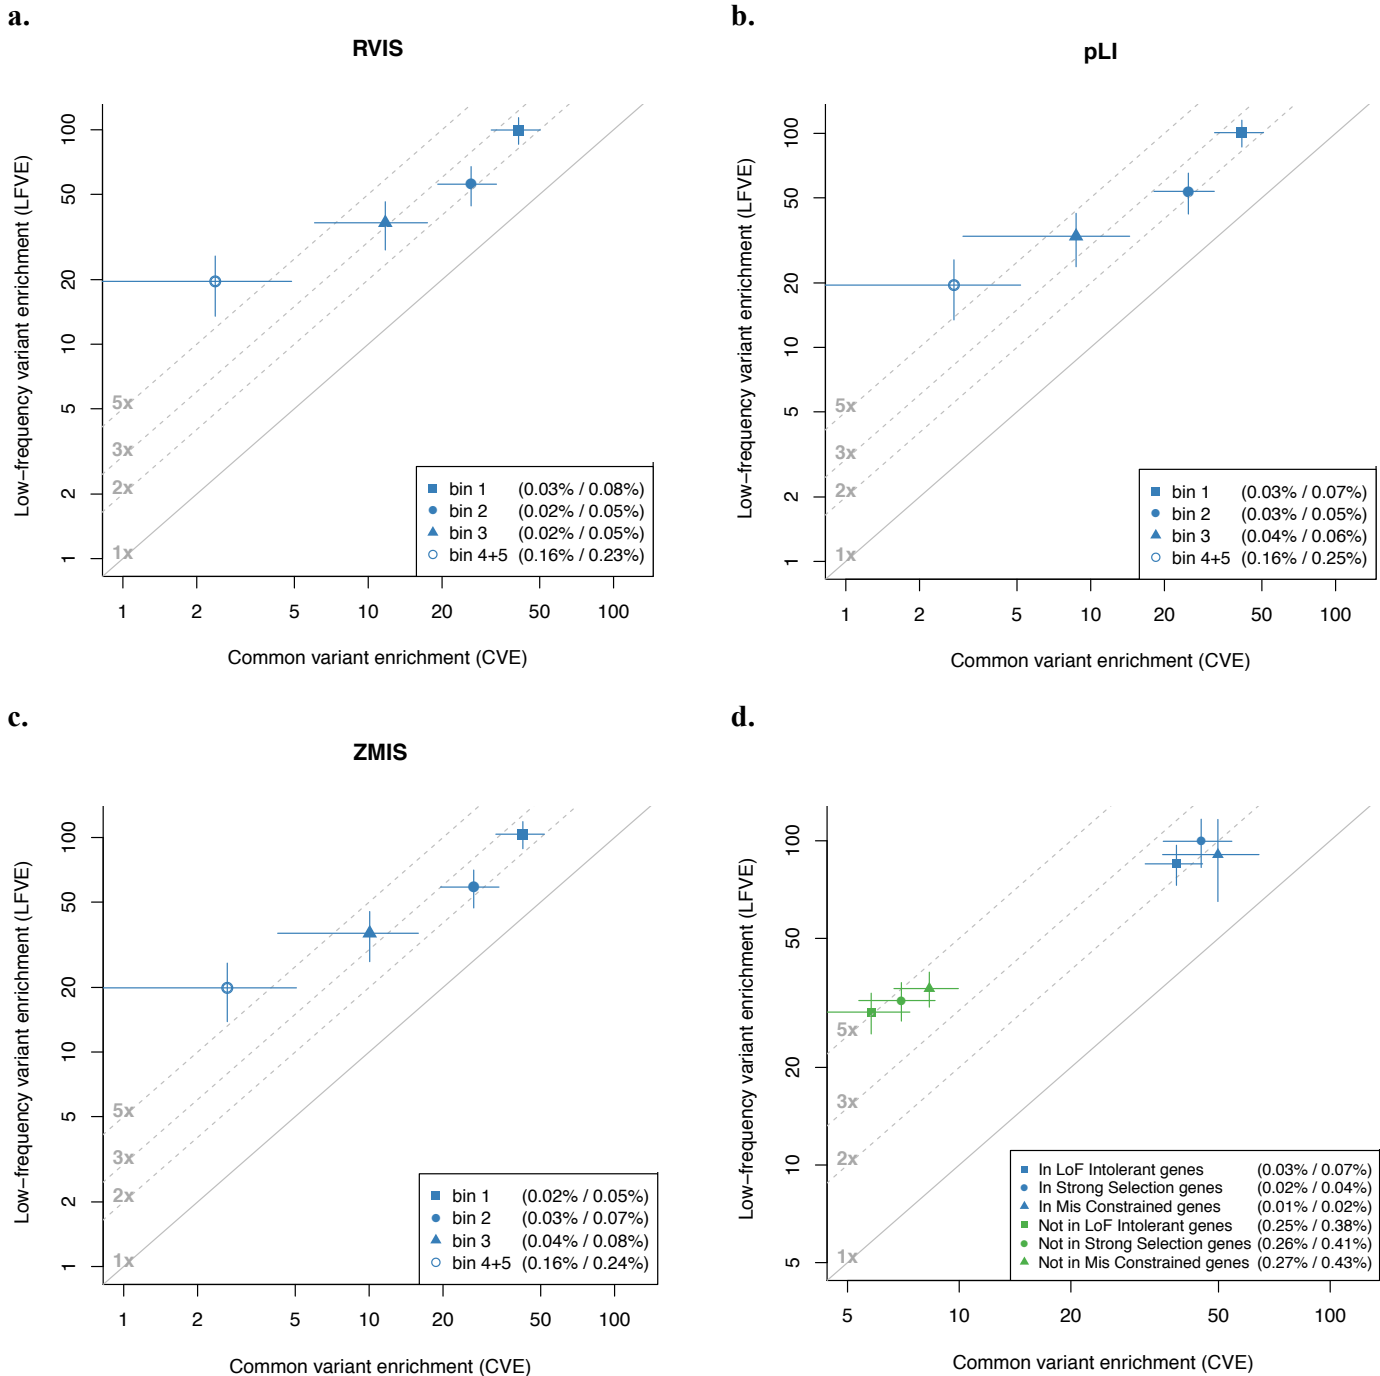 a.
RVIS
Low−frequency variant enrichment (LFVE)
100
50
20
10
5
2
1
5x
3x
2x
1x
bin 1 (0.03% / 0.08%)
bin 2 (0.02% / 0.05%)
bin 3 (0.02% / 0.05%)
bin 4+5 (0.16% / 0.23%)
1 2 5 10 20 50 100
Common variant enrichment (CVE)
b.
pLI
Low−frequency variant enrichment (LFVE)
100
50
20
10
5
2
1
5x
3x
2x
1x
bin 1 (0.03% / 0.07%)
bin 2 (0.03% / 0.05%)
bin 3 (0.04% / 0.06%)
bin 4+5 (0.16% / 0.25%)
1 2 5 10 20 50 100
Common variant enrichment (CVE)
c.
ZMIS
Low−frequency variant enrichment (LFVE)
100
50
20
10
5
2
1
5x
3x
2x
1x
bin 1 (0.02% / 0.05%)
bin 2 (0.03% / 0.07%)
bin 3 (0.04% / 0.08%)
bin 4+5 (0.16% / 0.24%)
1 2 5 10 20 50 100
Common variant enrichment (CVE)
d.
Low−frequency variant enrichment (LFVE)
100
50
20
10
5
5x
3x
2x
1x
In LoF Intolerant genes (0.03% / 0.07%)
In Strong Selection genes (0.02% / 0.04%)
In Mis Constrained genes (0.01% / 0.02%)
Not in LoF Intolerant genes (0.25% / 0.38%)
Not in Strong Selection genes (0.26% / 0.41%)
Not in Mis Constrained genes (0.27% / 0.43%)
5 10 20 50 100
Common variant enrichment (CVE)